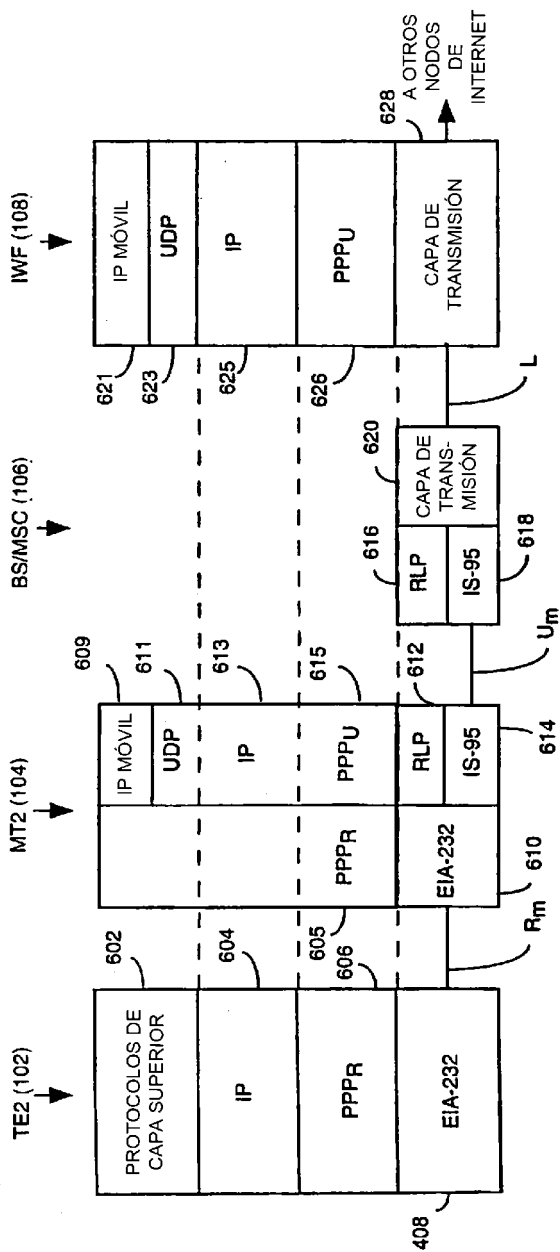 TE2 (102)
MT2 (104)
BS/MSC (106)
IWF (108)
PROTOCOLOS DE
CAPA SUPERIOR
602
IP
604
PPPR
606
EIA-232
408
Rm
PPPR
605
EIA-232
610
IP MÓVIL
609
UDP
611
IP
613
PPPU
615
RLP
612
IS-95
614
Um
RLP
616
IS-95
618
CAPA DE
TRANS-
MISIÓN
620
L
IP MÓVIL
621
UDP
623
IP
625
PPPU
626
CAPA DE
TRANSMISIÓN
628
A OTROS
NODOS
DE
INTERNET